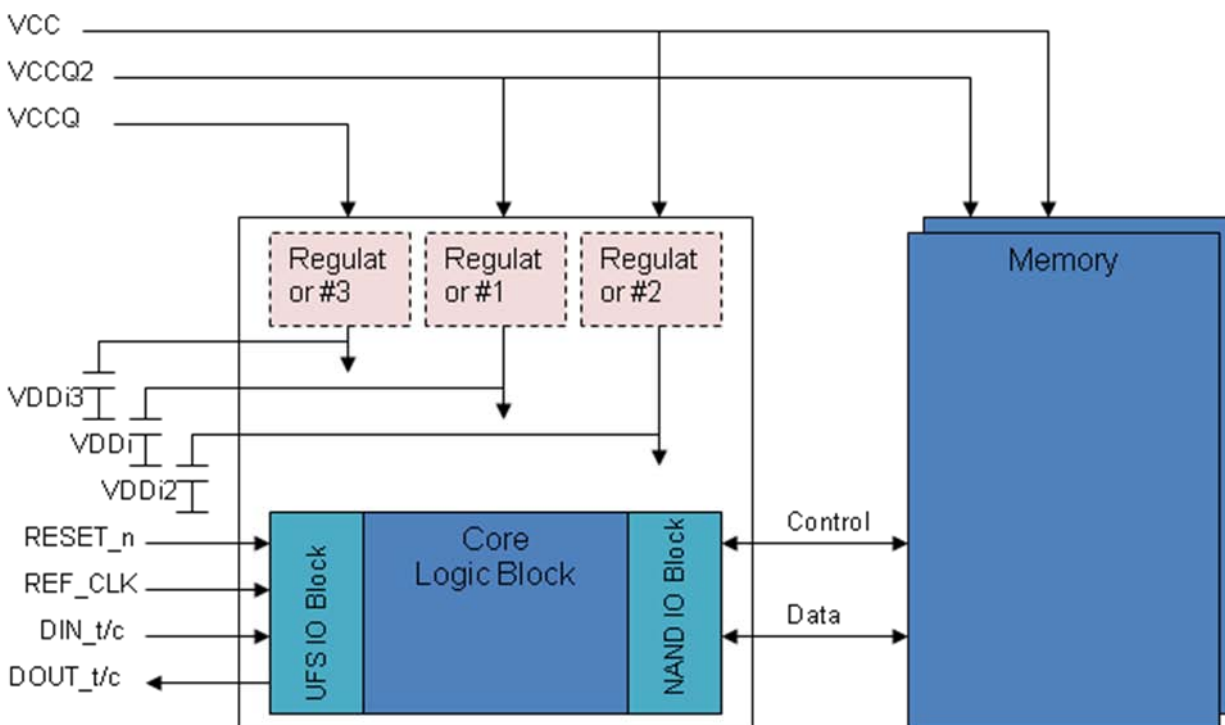 VCC
VCCQ2
VCCQ
Regulat
or #3
Regulat
or #1
Regulat
or #2
Memory
VDDi3
VDDi
VDDi2
RESET_n
REF_CLK
DIN_t/c
DOUT_t/c
UFS IO Block
Core
Logic Block
NAND IO Block
Control
Data